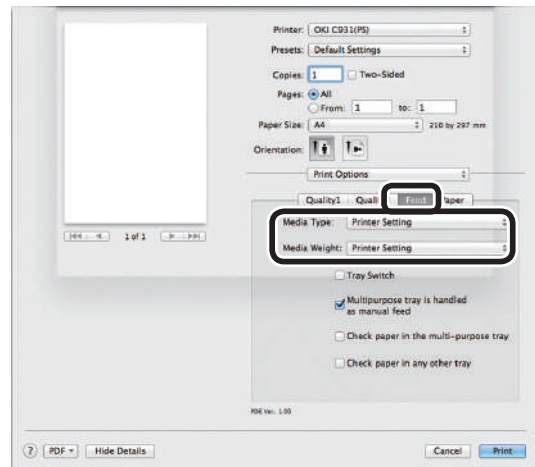 Printer: OKI C931(PS)
Presets: Default Settings
Copies: 1 Two-Sided
Pages: All
From: 1 to: 1
Paper Size: A4 210 by 297 mm
Orientation:
Print Options
Quality1 Quali Feed aper
Media Type: Printer Setting
Media Weight: Printer Setting
1 of 1
Tray Switch
Multipurpose tray is handled
as manual feed
Check paper in the multi-purpose tray
Check paper in any other tray
PDE Ver. 1.00
? PDF Hide Details Cancel Print